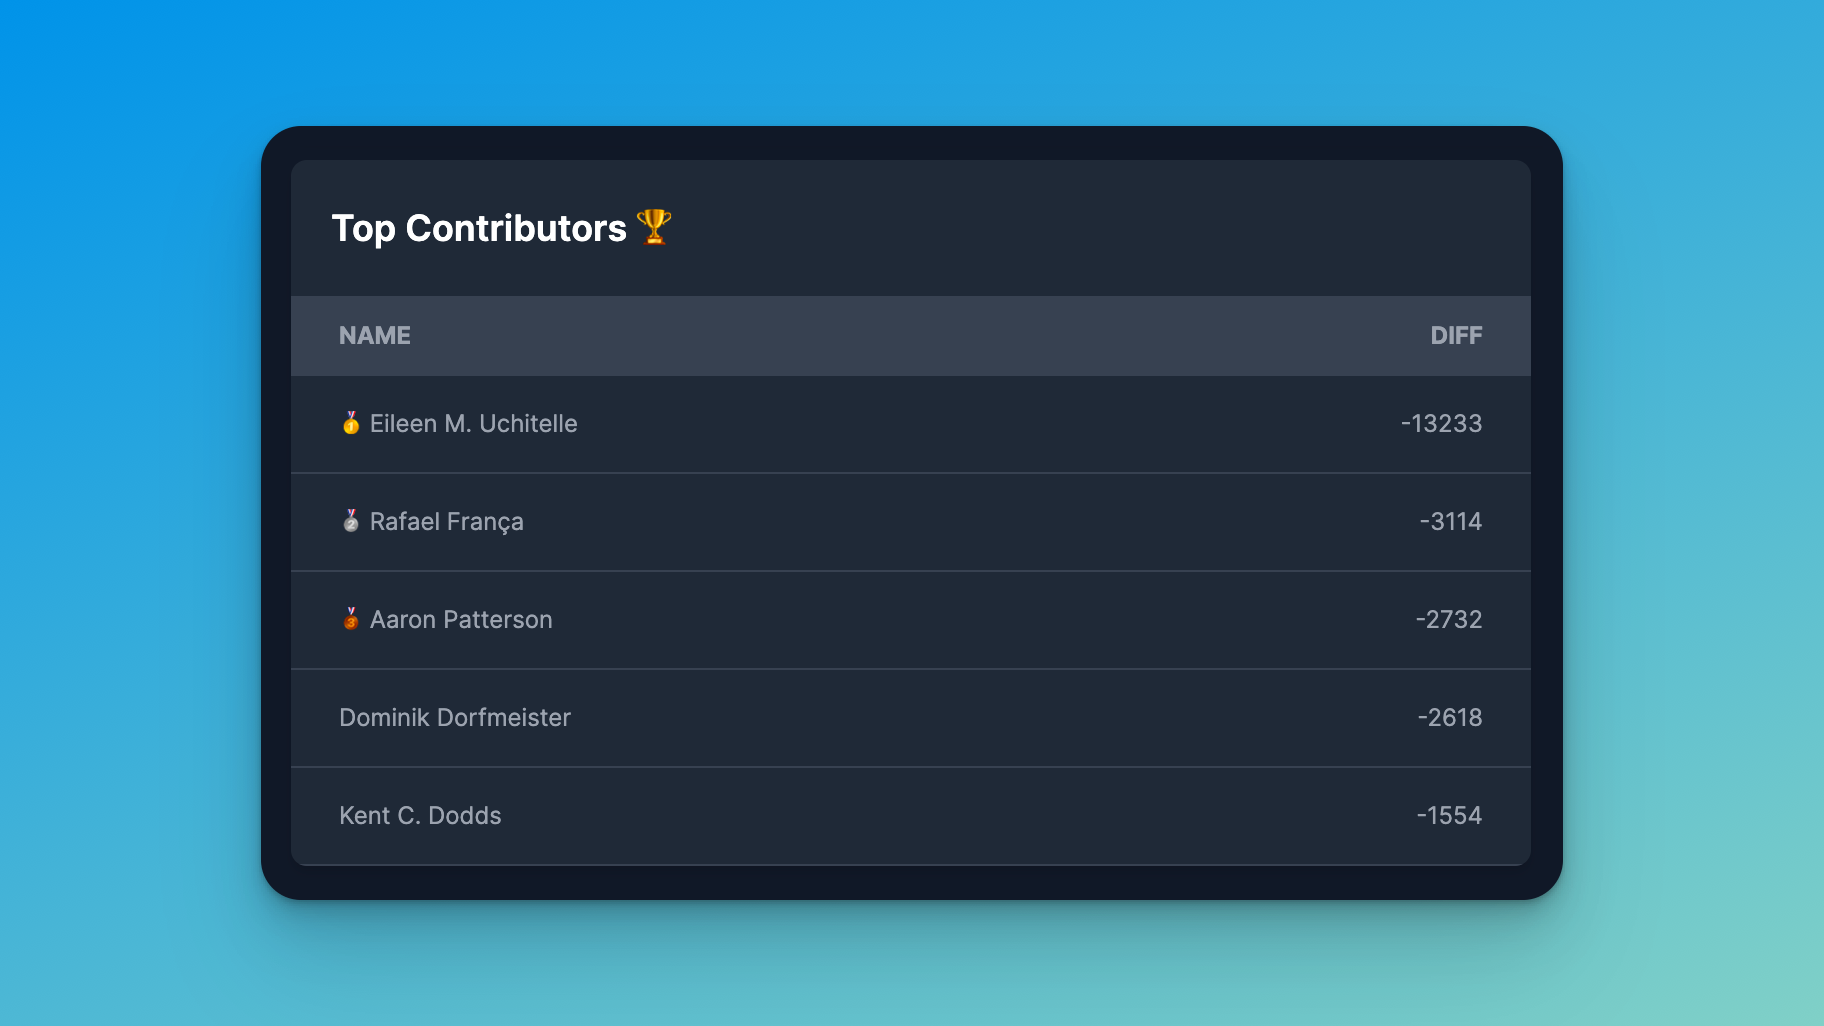 Top Contributors 🏆
NAME DIFF
🥇 Eileen M. Uchitelle -13233
🥈 Rafael França -3114
🥉 Aaron Patterson -2732
Dominik Dorfmeister -2618
Kent C. Dodds -1554